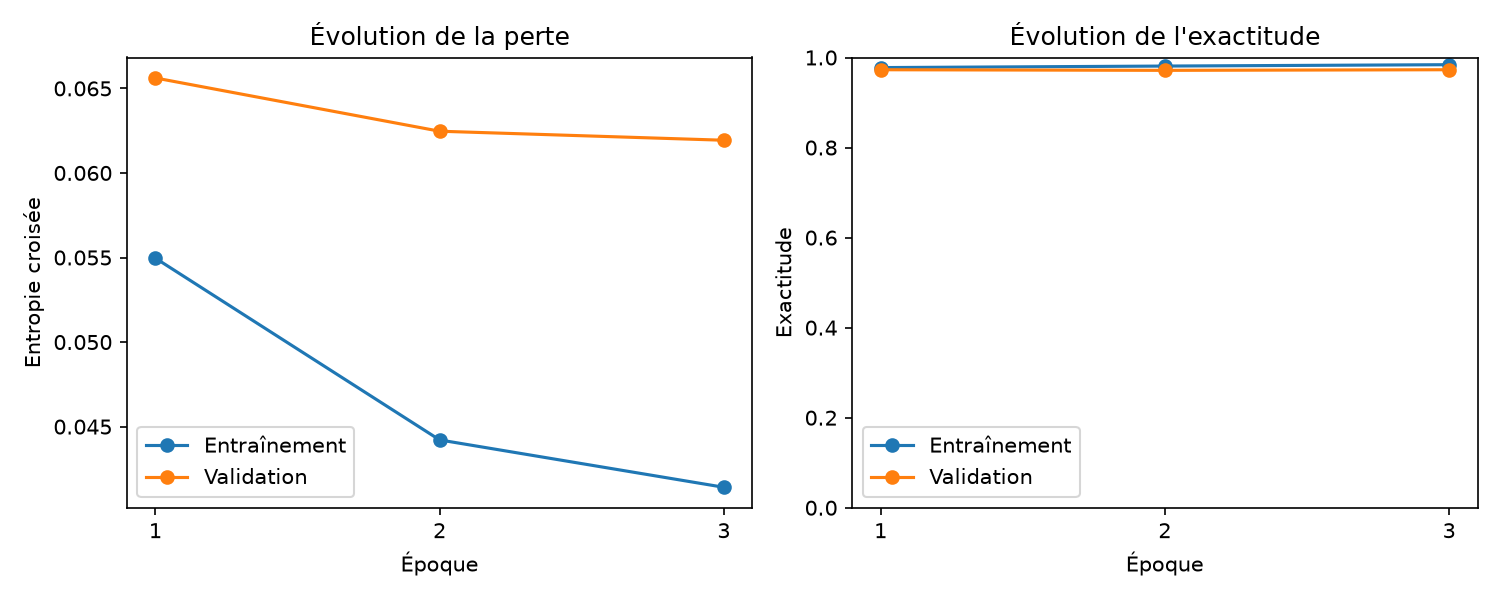 Évolution de la perte
Entropie croisée
0.065
0.060
0.055
0.050
0.045
Entraînement
Validation
1
2
3
Époque
Évolution de l'exactitude
Exactitude
1.0
0.8
0.6
0.4
0.2
0.0
Entraînement
Validation
1
2
3
Époque